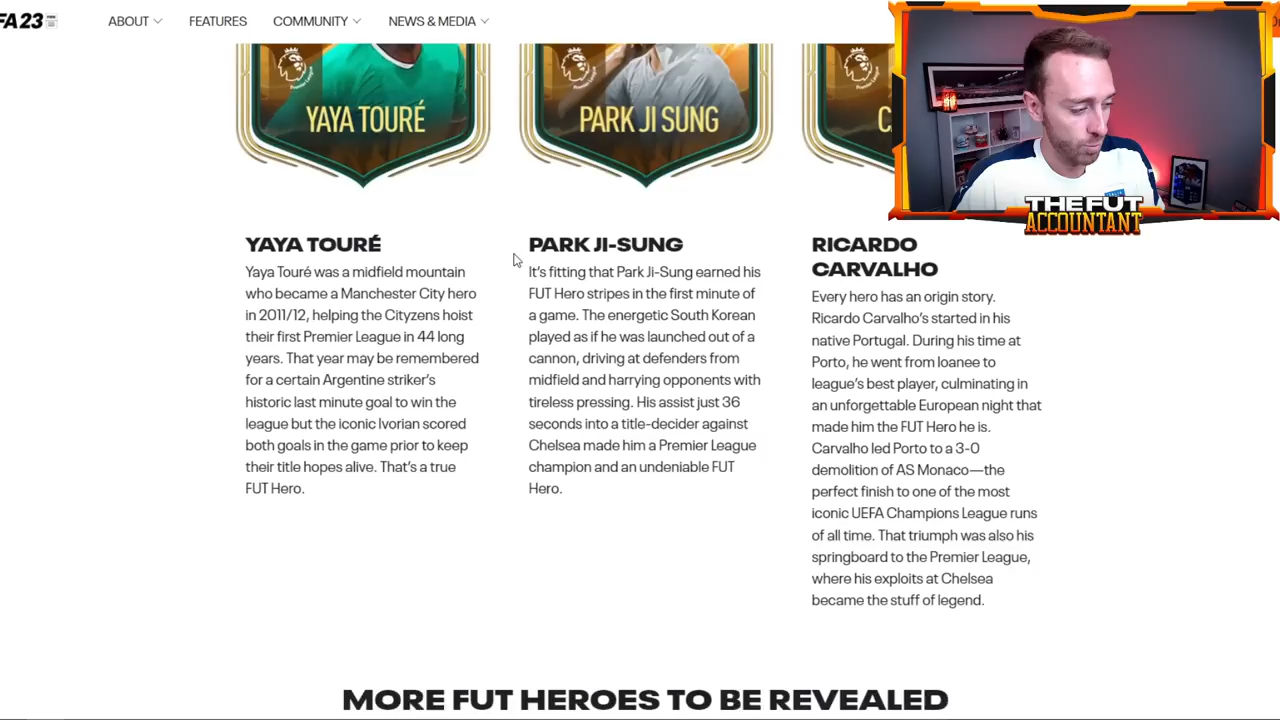 FA 23
ABOUT
FEATURES
COMMUNITY
NEWS & MEDIA
Premier League
Premier League
YAYA TOURÉ
PARK JI SUNG
THE FUT
ACCOUNTANT
YAYA TOURÉ
Yaya Touré was a midfield mountain
who became a Manchester City hero
in 2011/12, helping the Cityzens hoist
their first Premier League in 44 long
years. That year may be remembered
for a certain Argentine striker's
historic last minute goal to win the
league but the iconic Ivorian scored
both goals in the game prior to keep
their title hopes alive. That's a true
FUT Hero.
PARK JI-SUNG
It's fitting that Park Ji-Sung earned his
FUT Hero stripes in the first minute of
a game. The energetic South Korean
played as if he was launched out of a
cannon, driving at defenders from
midfield and harrying opponents with
tireless pressing. His assist just 36
seconds into a title-decider against
Chelsea made him a Premier League
champion and an undeniable FUT
Hero.
RICARDO
CARVALHO
Every hero has an origin story.
Ricardo Carvalho's started in his
native Portugal. During his time at
Porto, he went from loanee to
league's best player, culminating in
an unforgettable European night that
made him the FUT Hero he is.
Carvalho led Porto to a 3-0
demolition of AS Monaco—the
perfect finish to one of the most
iconic UEFA Champions League runs
of all time. That triumph was also his
springboard to the Premier League,
where his exploits at Chelsea
became the stuff of legend.
MORE FUT HEROES TO BE REVEALED